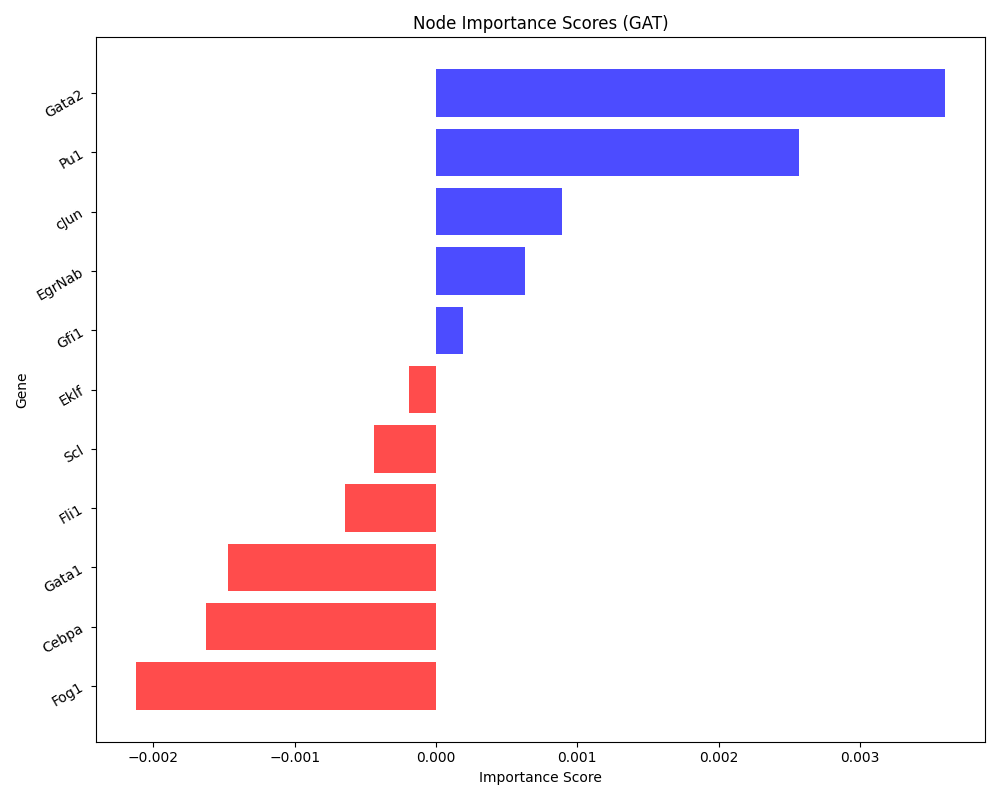 Node Importance Scores (GAT)
Gata2
Pu1
cJun
EgrNab
Gfi1
Eklf
Scl
Fli1
Gata1
Cebpa
Fog1
Gene
−0.002
−0.001
0.000
0.001
0.002
0.003
Importance Score